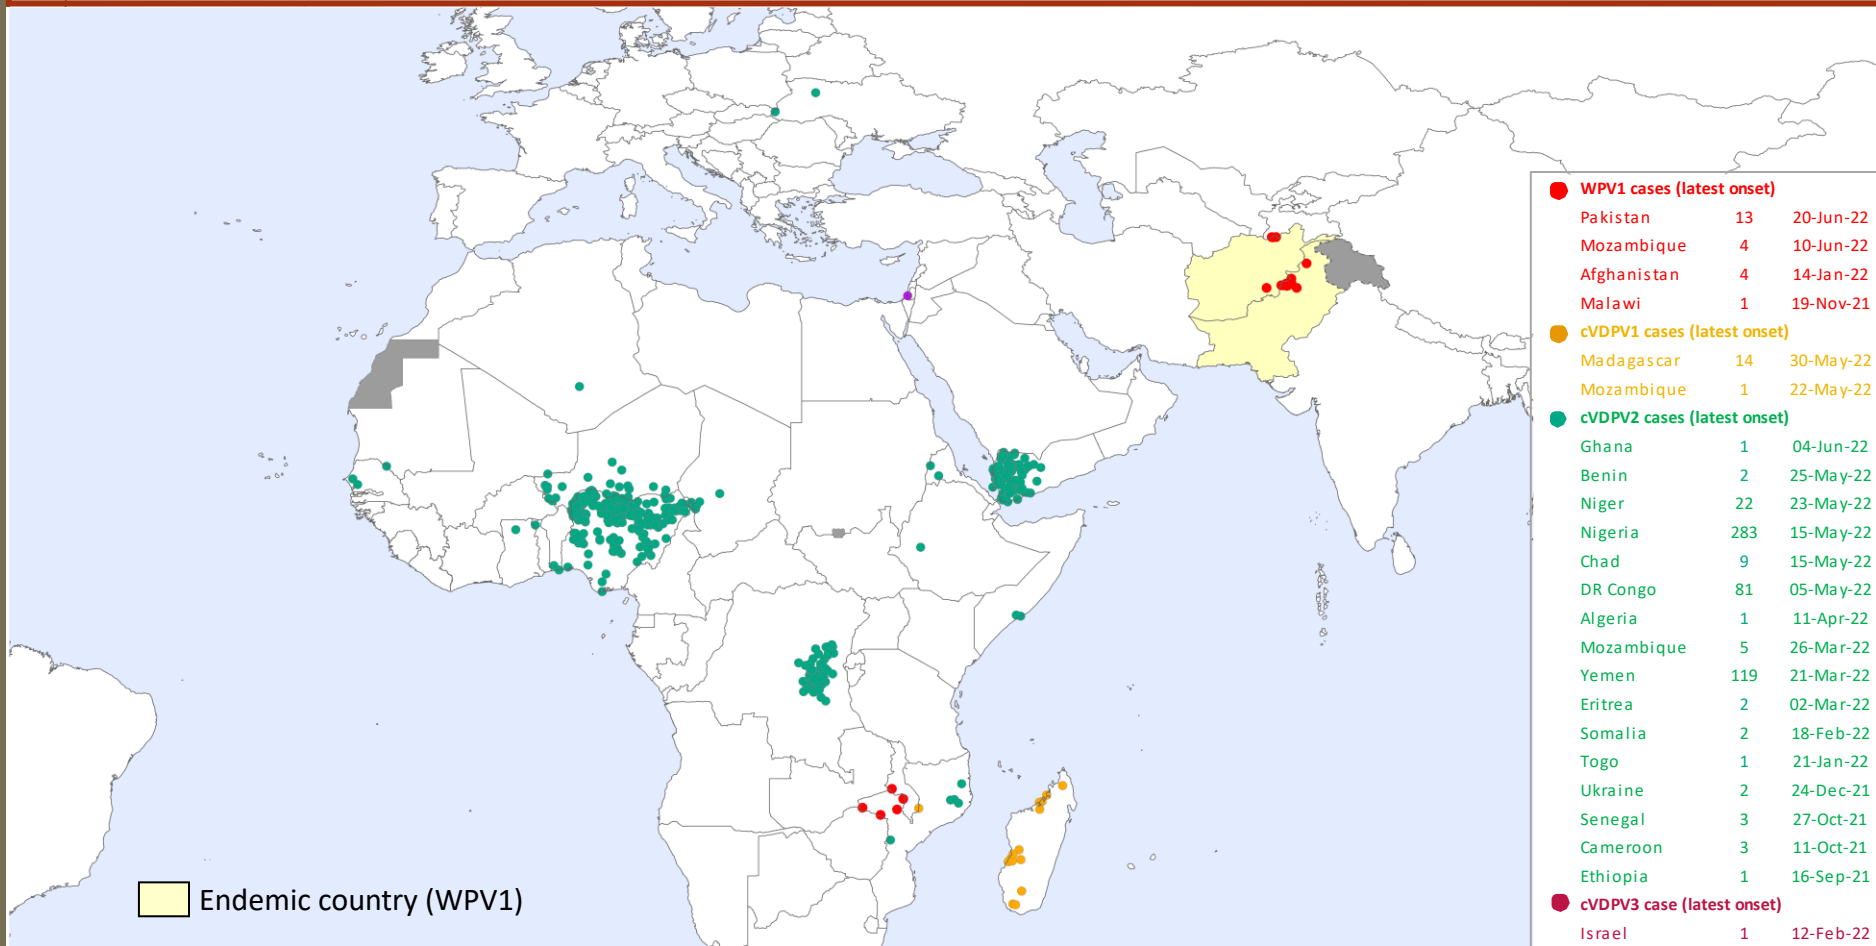 WPV1 cases (latest onset)
Pakistan 13 20-Jun-22
Mozambique 4 10-Jun-22
Afghanistan 4 14-Jan-22
Malawi 1 19-Nov-21
cVDPV1 cases (latest onset)
Madagascar 14 30-May-22
Mozambique 1 22-May-22
cVDPV2 cases (latest onset)
Ghana 1 04-Jun-22
Benin 2 25-May-22
Niger 22 23-May-22
Nigeria 283 15-May-22
Chad 9 15-May-22
DR Congo 81 05-May-22
Algeria 1 11-Apr-22
Mozambique 5 26-Mar-22
Yemen 119 21-Mar-22
Eritrea 2 02-Mar-22
Somalia 2 18-Feb-22
Togo 1 21-Jan-22
Ukraine 2 24-Dec-21
Senegal 3 27-Oct-21
Cameroon 3 11-Oct-21
Ethiopia 1 16-Sep-21
cVDPV3 case (latest onset)
Israel 1 12-Feb-22
Endemic country (WPV1)